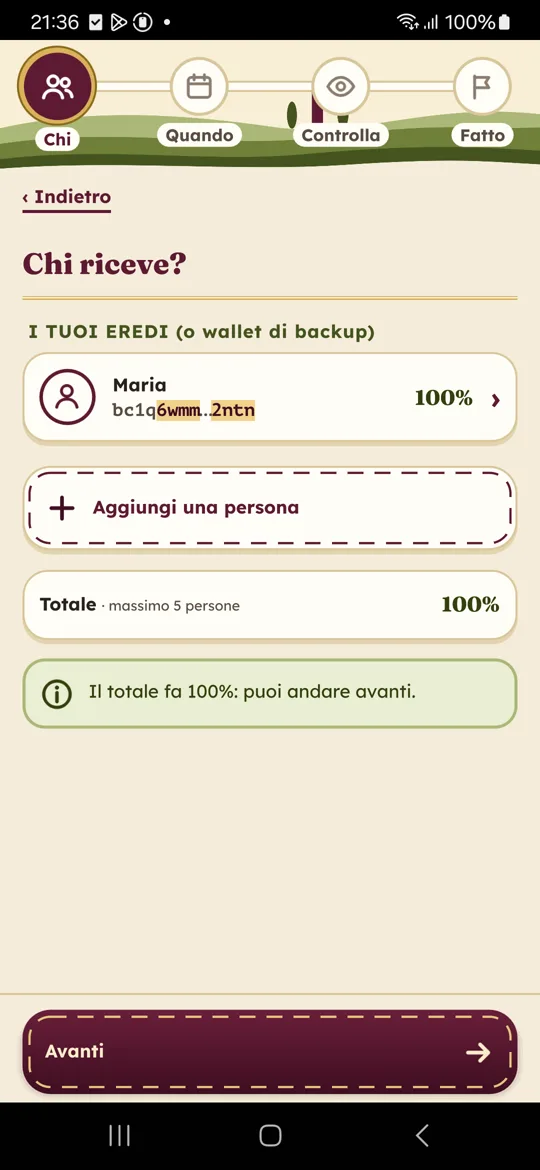 21:36 100%
Chi Quando Controlla Fatto
‹ Indietro
Chi riceve?
I TUOI EREDI (o wallet di backup)
Maria
bc1q6wmm…2ntn
100% ›
Aggiungi una persona
Totale · massimo 5 persone 100%
Il totale fa 100%: puoi andare avanti.
Avanti